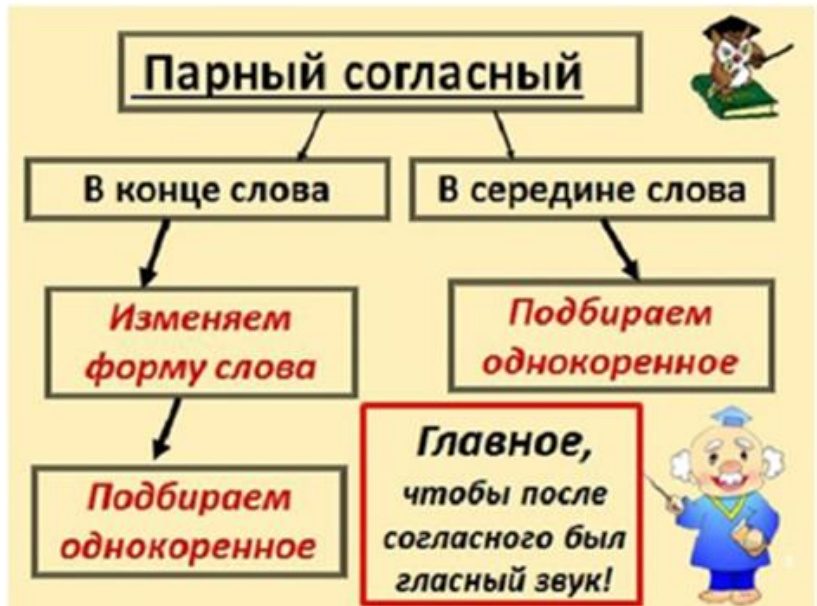 Парный согласный
В конце слова
В середине слова
Изменяем
форму слова
Подбираем
однокоренное
Подбираем
однокоренное
Главное,
чтобы после
согласного был
гласный звук!